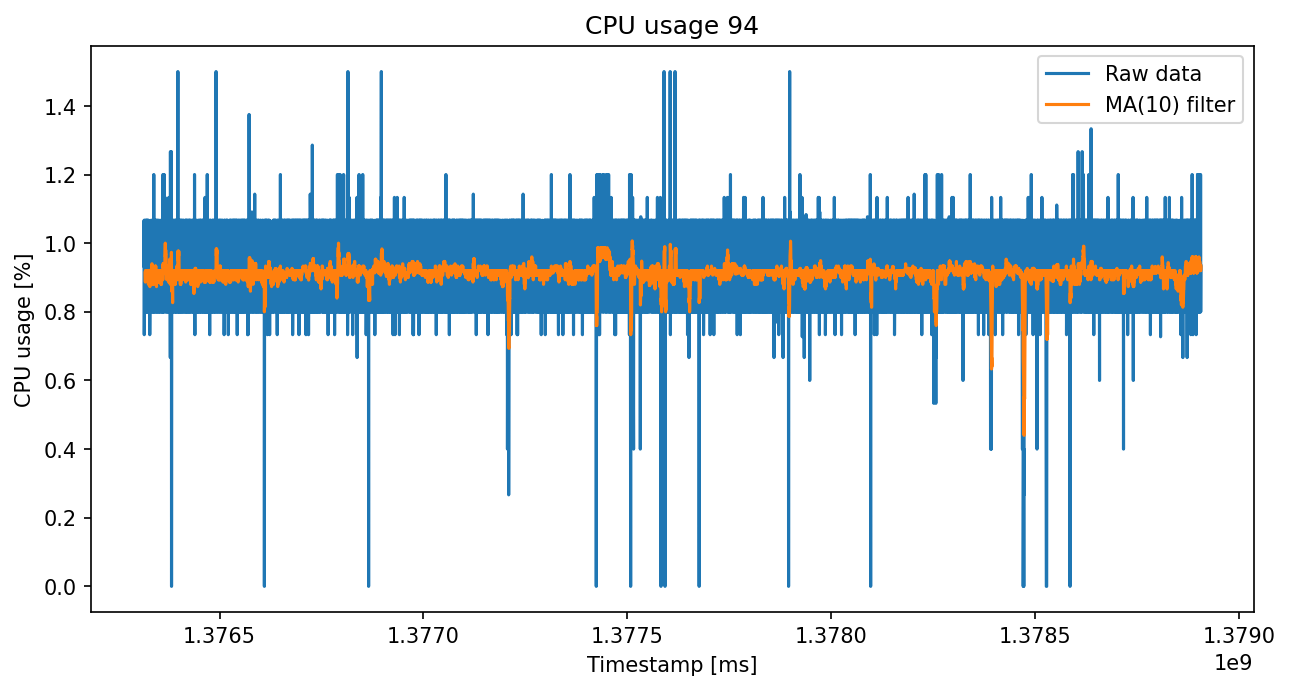 CPU usage 94
Raw data
MA(10) filter
CPU usage [%]
1.4
1.2
1.0
0.8
0.6
0.4
0.2
0.0
1.3765 1.3770 1.3775 1.3780 1.3785 1.3790
1e9
Timestamp [ms]